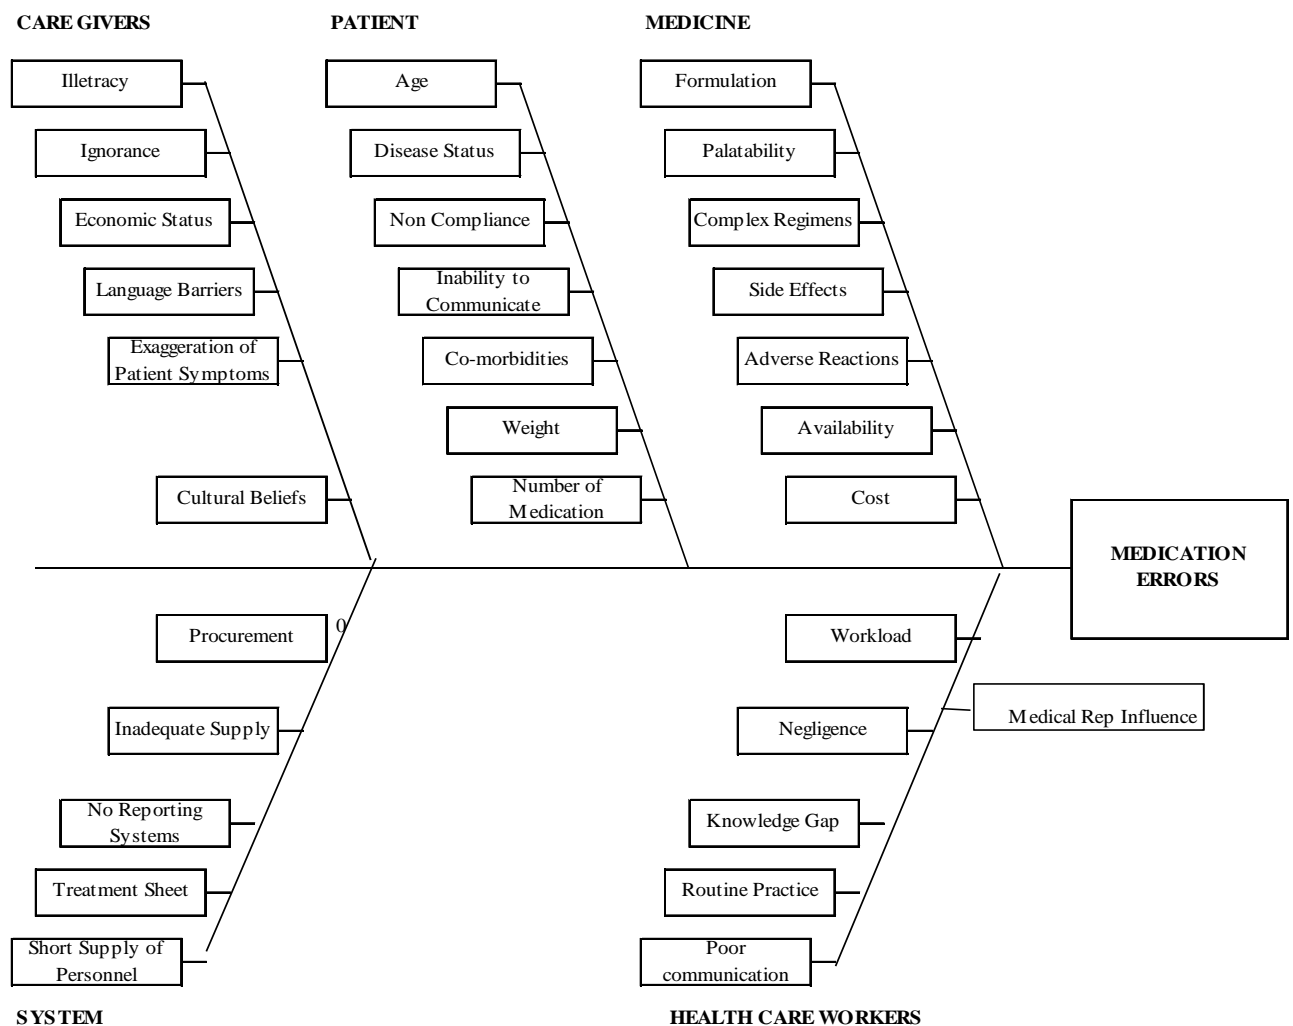 CARE GIVERS
PATIENT
MEDICINE
Illetracy
Age
Formulation
Ignorance
Disease Status
Palatability
Economic Status
Non Compliance
Complex Regimens
Language Barriers
Inability to
Communicate
Side Effects
Exaggeration of
Patient Symptoms
Co-morbidities
Adverse Reactions
Weight
Availability
Cultural Beliefs
Number of
Medication
Cost
MEDICATION
ERRORS
Procurement
0
Workload
Medical Rep Influence
Inadequate Supply
Negligence
No Reporting
Systems
Knowledge Gap
Treatment Sheet
Routine Practice
Short Supply of
Personnel
Poor
communication
SYSTEM
HEALTH CARE WORKERS